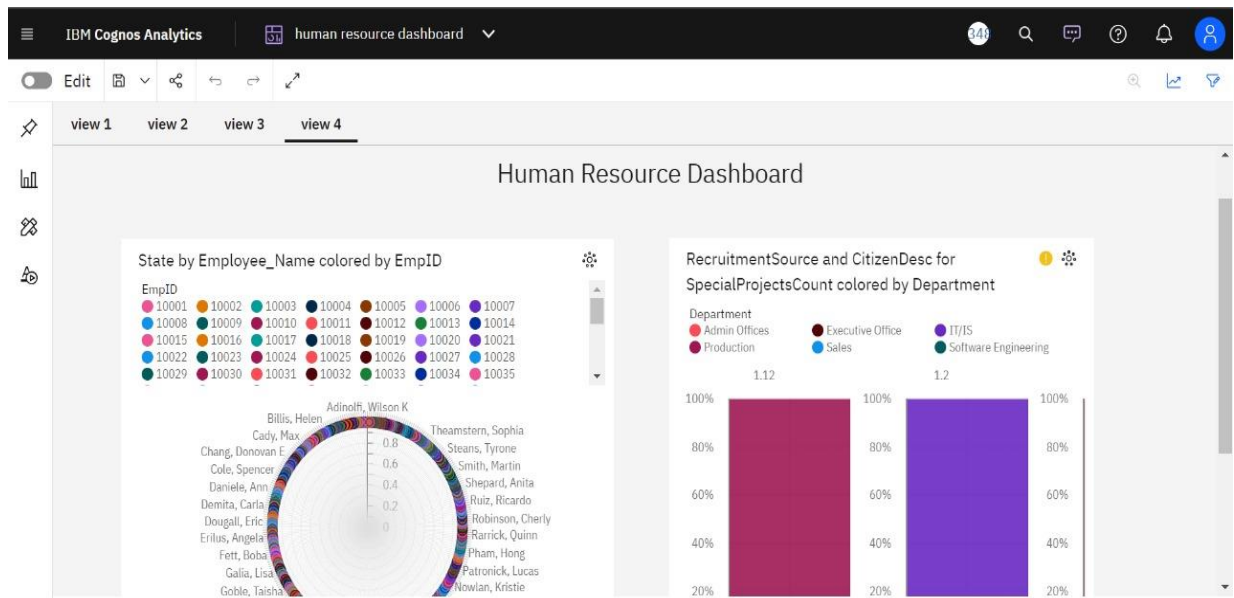 IBM Cognos Analytics human resource dashboard 348
Edit
view 1 view 2 view 3 view 4
Human Resource Dashboard
State by Employee_Name colored by EmpID
EmpID
10001 10002 10003 10004 10005 10006 10007
10008 10009 10010 10011 10012 10013 10014
10015 10016 10017 10018 10019 10020 10021
10022 10023 10024 10025 10026 10027 10028
10029 10030 10031 10032 10033 10034 10035
Adinolfi, Wilson K
Billis, Helen
Cady, Max
Chang, Donovan E
Cole, Spencer
Daniele, Ann
Demita, Carla
Dougall, Eric
Erilus, Angela
Fett, Boba
Galia, Lisa
Goble, Taisha
Theamstern, Sophia
Steans, Tyrone
Smith, Martin
Shepard, Anita
Ruiz, Ricardo
Robinson, Cherly
Rarrick, Quinn
Pham, Hong
Patronick, Lucas
Nowlan, Kristie
0.8
0.6
0.4
0.2
0
RecruitmentSource and CitizenDesc for
SpecialProjectsCount colored by Department
Department
Admin Offices Executive Office IT/IS
Production Sales Software Engineering
1.12 1.2
100% 100% 100%
80% 80% 80%
60% 60% 60%
40% 40% 40%
20% 20% 20%